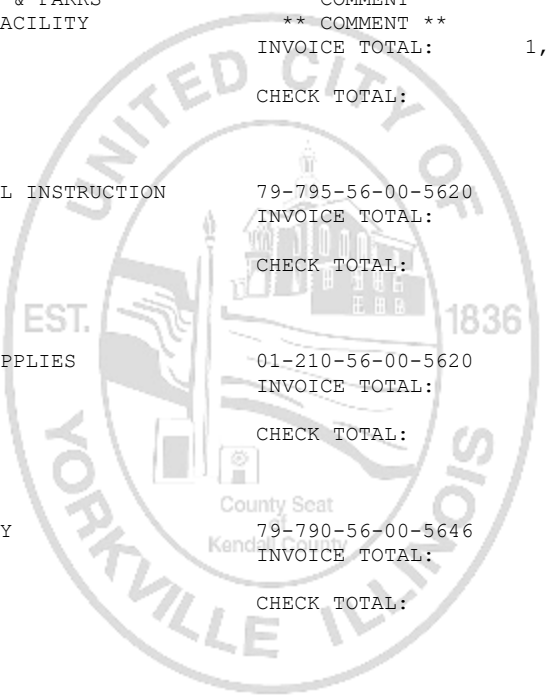 & PARKS COMMENT
ACILITY ** COMMENT **
INVOICE TOTAL: 1,
CHECK TOTAL:
L INSTRUCTION 79-795-56-00-5620
INVOICE TOTAL:
CHECK TOTAL:
PPLIES 01-210-56-00-5620
INVOICE TOTAL:
CHECK TOTAL:
Y 79-790-56-00-5646
INVOICE TOTAL:
CHECK TOTAL:
UNITED CITY OF
EST. 1836
County Seat
Kendall County
YORKVILLE ILLINOIS